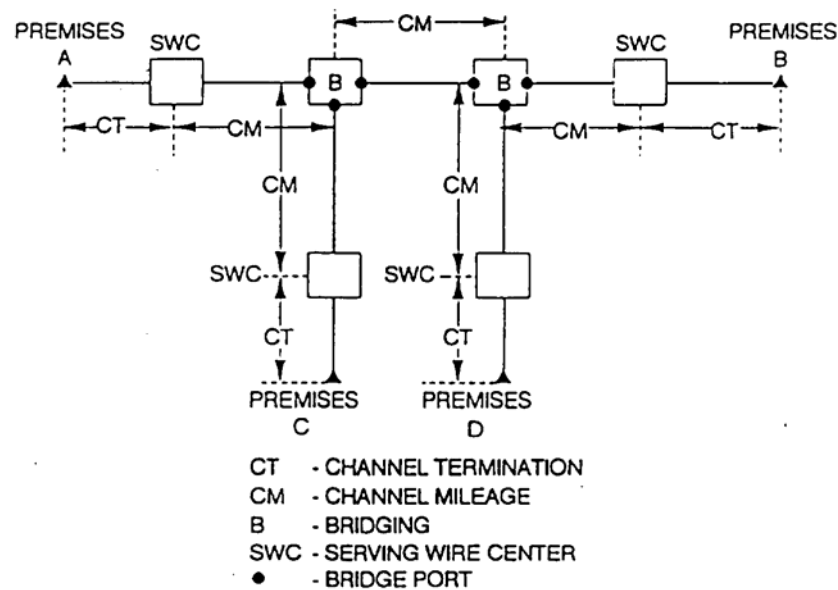 CM
PREMISES
A
SWC
SWC
PREMISES
B
B
B
CT
CM
CM
CT
CM
CM
SWC
SWC
CT
CT
PREMISES
C
PREMISES
D
CT - CHANNEL TERMINATION
CM - CHANNEL MILEAGE
B - BRIDGING
SWC - SERVING WIRE CENTER
● - BRIDGE PORT